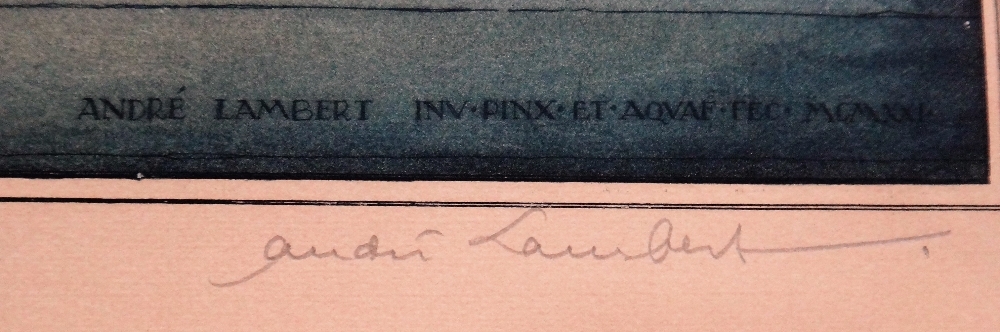 ANDRÉ LAMBERT INV·PINX·ET·AQVAF·FEC·MCMXXI·
André Lambert.